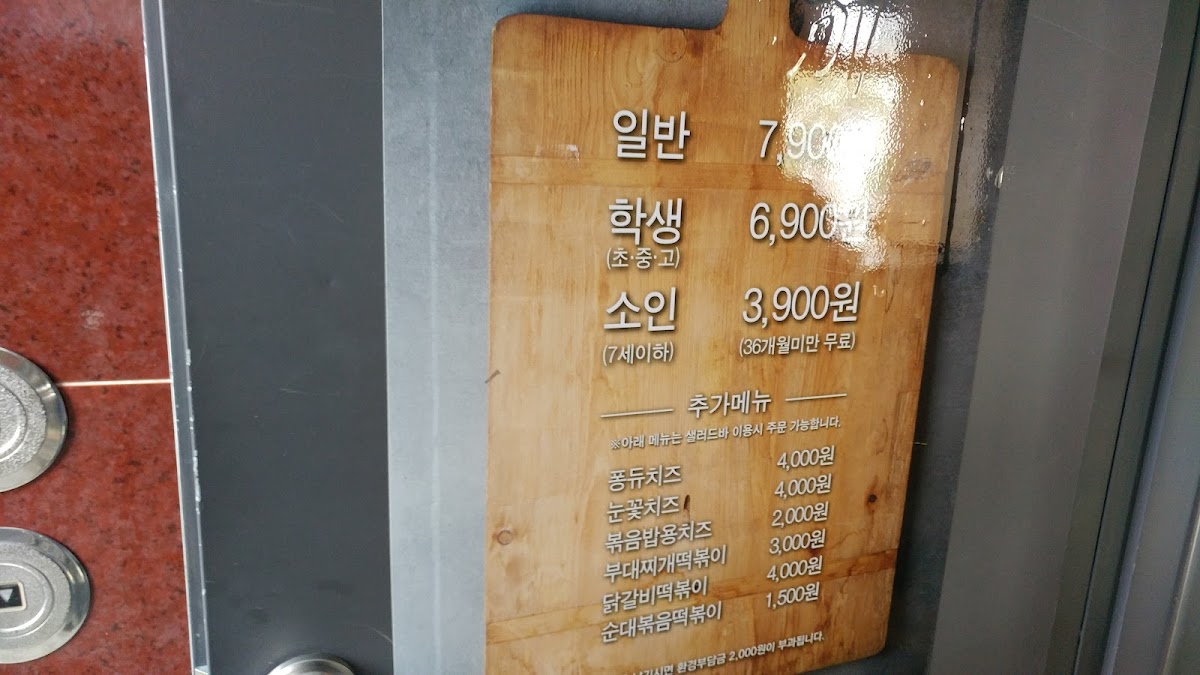 일반
학생 6,900원
(초·중·고)
소인 3,900원
(7세이하) (36개월미만 무료)
추가메뉴
※아래 메뉴는 샐러드바 이용시 주문 가능합니다.
퐁듀치즈 4,000원
눈꽃치즈 4,000원
볶음밥용치즈 2,000원
부대찌개떡볶이 3,000원
닭갈비떡볶이 4,000원
순대볶음떡볶이 1,500원
환경부담금 2,000원이 부과됩니다.